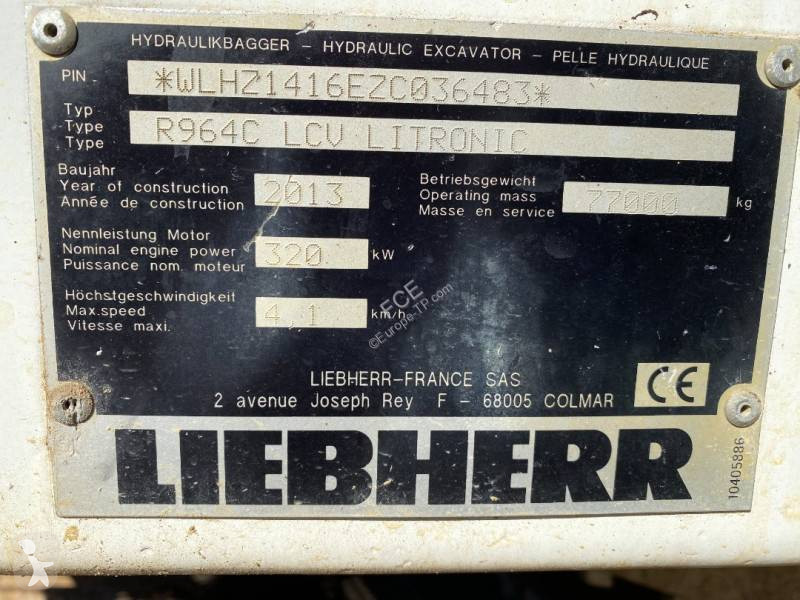 HYDRAULIKBAGGER – HYDRAULIC EXCAVATOR – PELLE HYDRAULIQUE
PIN *WLHZ1416EZC036483*
Typ
Type
Type
R964C LCV LITRONIC
Baujahr
Year of construction
Année de construction
2013
Betriebsgewicht
Operating mass
Masse en service
77000 kg
Nennleistung Motor
Nominal engine power
Puissance nom. moteur
320. kW
Höchstgeschwindigkeit
Max.speed
Vitesse maxi.
4,1 km/h
ECE
©Europe-TP.com
LIEBHERR–FRANCE SAS
2 avenue Joseph Rey F – 68005 COLMAR
CE
LIEBHERR
10405886